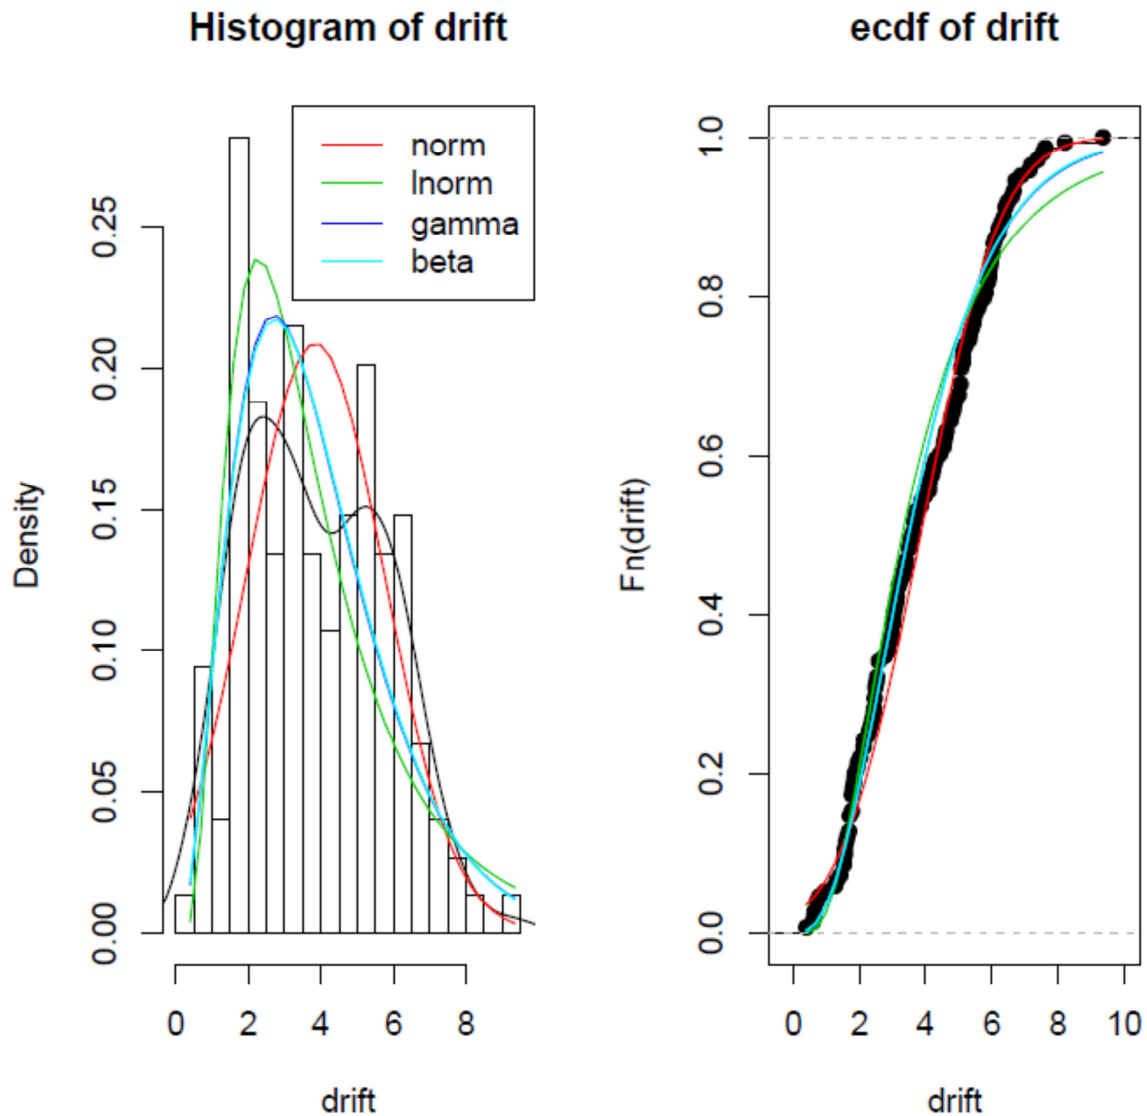 Histogram of drift
norm
lnorm
gamma
beta
Density
0.00 0.05 0.10 0.15 0.20 0.25
0 2 4 6 8
drift
ecdf of drift
Fn(drift)
0.0 0.2 0.4 0.6 0.8 1.0
0 2 4 6 8 10
drift